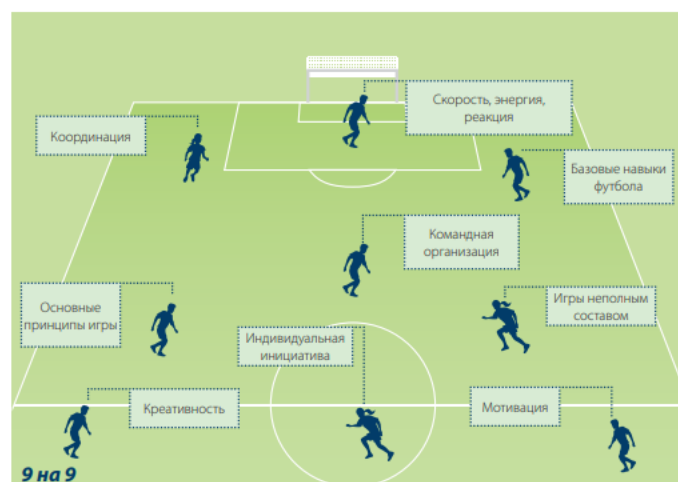 Скорость, энергия,
реакция
Координация
Базовые навыки
футбола
Командная
организация
Основные
принципы игры
Игры неполным
составом
Индивидуальная
инициатива
Креативность
Мотивация
9 на 9